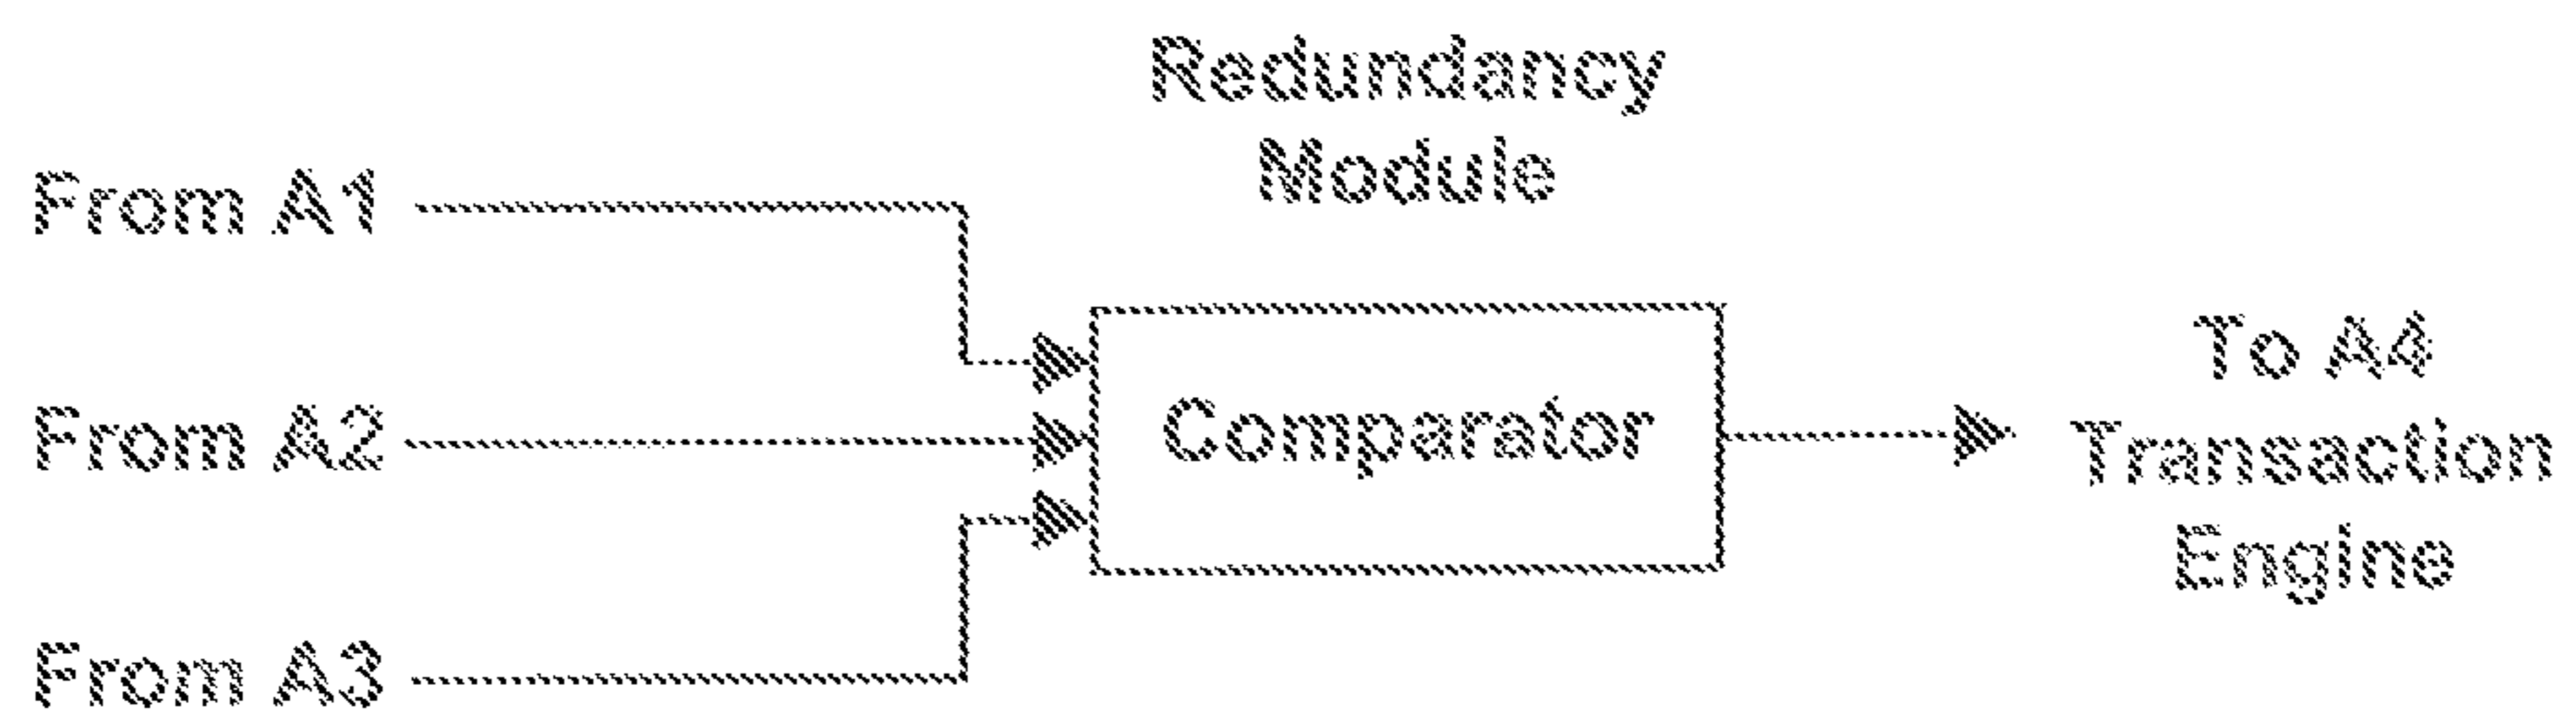 Redundancy
Module
From A1
From A2
From A3
Comparator
To A4
Transaction
Engine